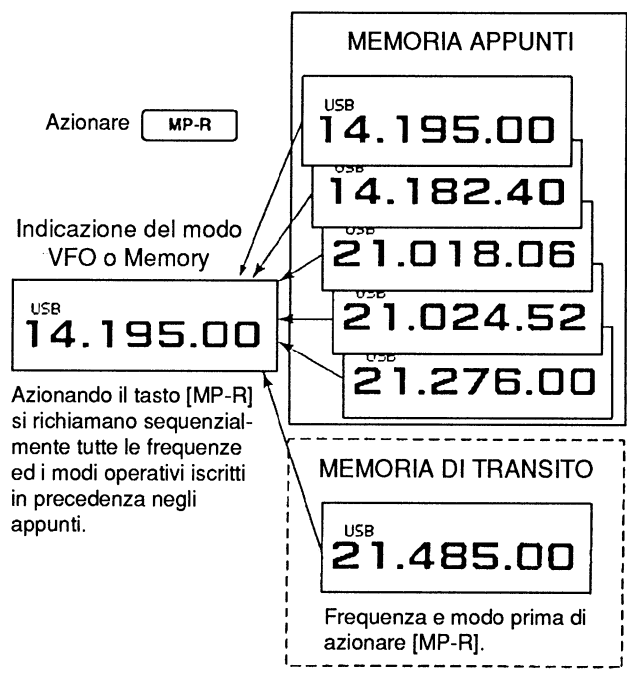 MEMORIA APPUNTI
Azionare MP-R
USB
14.195.00
USB
14.182.40
USB
21.018.06
USB
21.024.52
USB
21.276.00
Indicazione del modo
VFO o Memory
USB
14.195.00
Azionando il tasto [MP-R]
si richiamano sequenzial-
mente tutte le frequenze
ed i modi operativi iscritti
in precedenza negli
appunti.
MEMORIA DI TRANSITO
USB
21.485.00
Frequenza e modo prima di
azionare [MP-R].